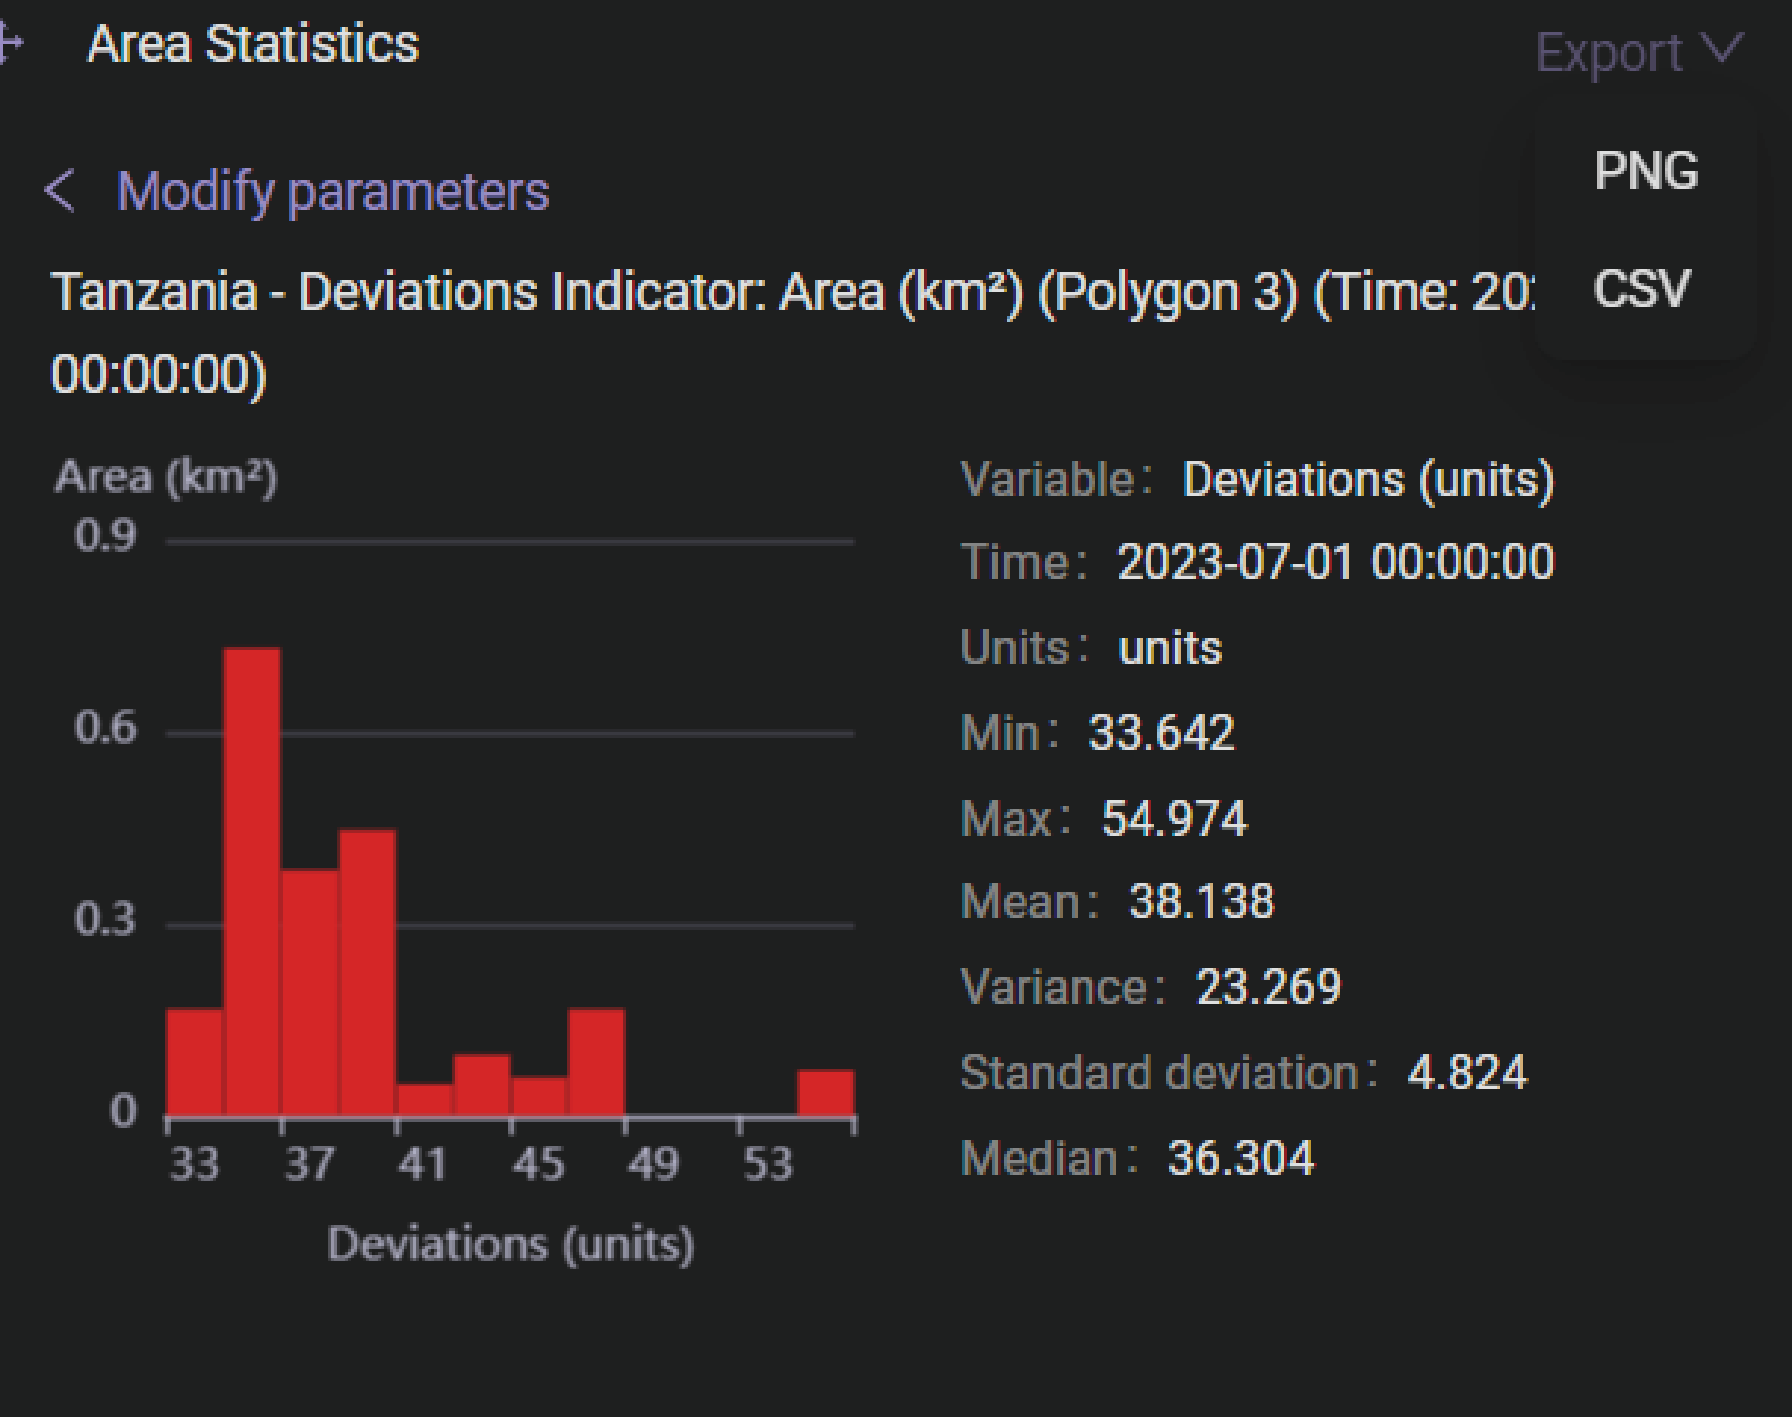 Area Statistics
Export
PNG
Modify parameters
CSV
Tanzania - Deviations Indicator: Area (km²) (Polygon 3) (Time:
00:00:00)
Area (km²)
0.9
0.6
0.3
0
33 37 41 45 49 53
Deviations (units)
Variable: Deviations (units)
Time: 2023-07-01 00:00:00
Units: units
Min: 33.642
Max: 54.974
Mean: 38.138
Variance: 23.269
Standard deviation: 4.824
Median: 36.304